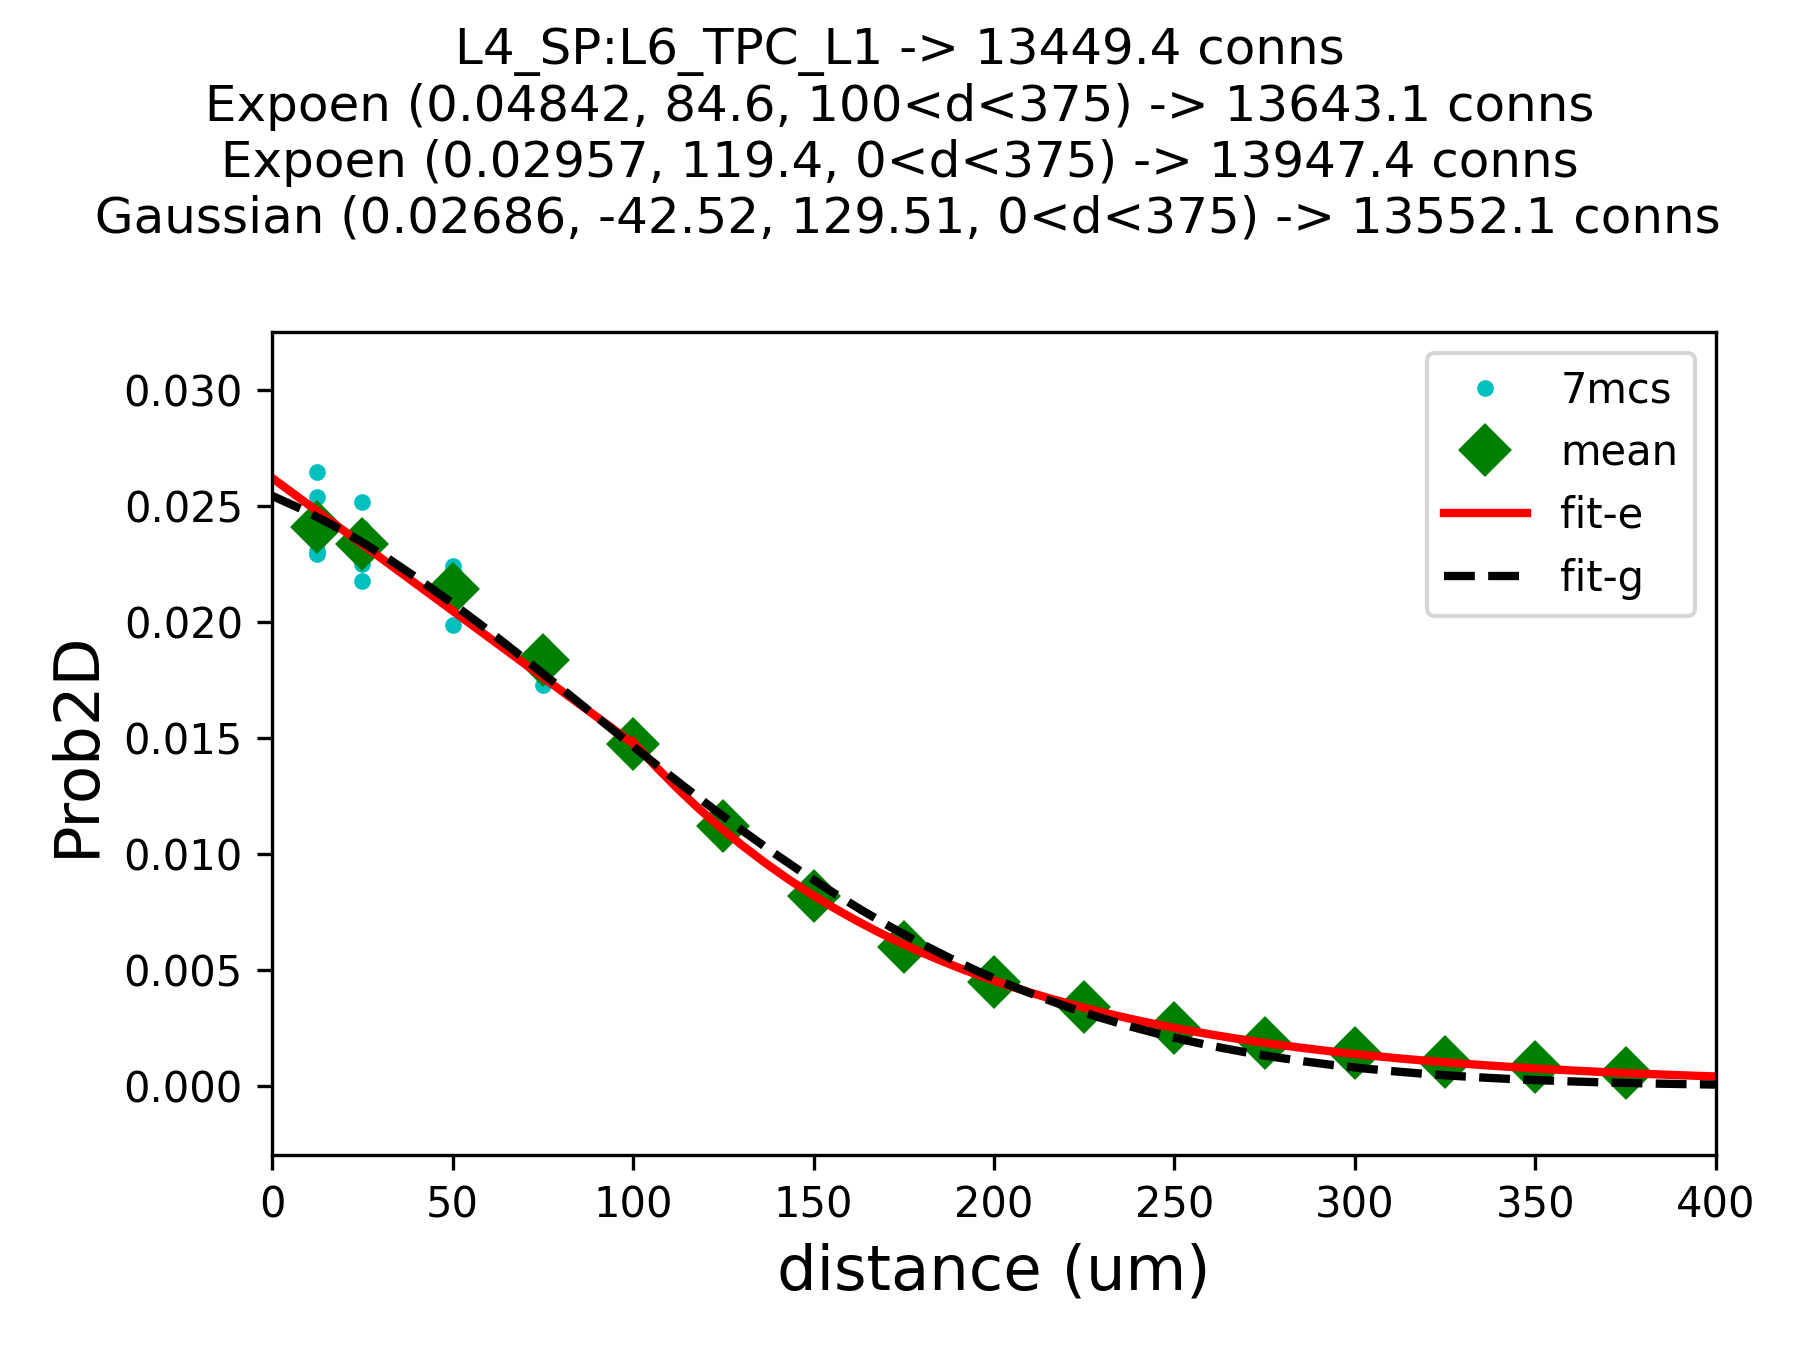 L4_SP:L6_TPC_L1 -> 13449.4 conns
Expoen (0.04842, 84.6, 100<d<375) -> 13643.1 conns
Expoen (0.02957, 119.4, 0<d<375) -> 13947.4 conns
Gaussian (0.02686, -42.52, 129.51, 0<d<375) -> 13552.1 conns
7mcs
mean
fit-e
fit-g
Prob2D
0.030
0.025
0.020
0.015
0.010
0.005
0.000
0 50 100 150 200 250 300 350 400
distance (um)